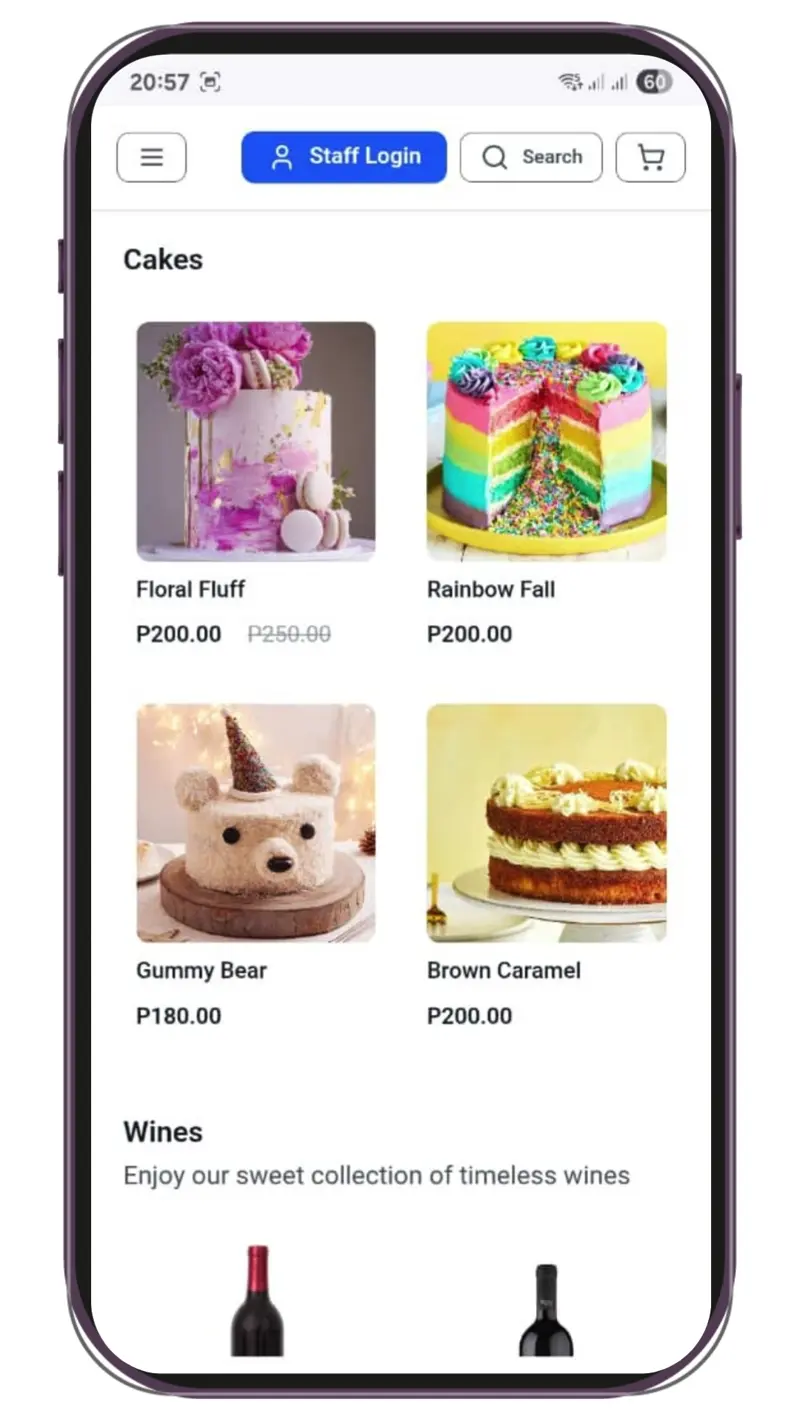 20:57 60
Staff Login Search
Cakes
Floral Fluff Rainbow Fall
P200.00 P250.00 P200.00
Gummy Bear Brown Caramel
P180.00 P200.00
Wines
Enjoy our sweet collection of timeless wines